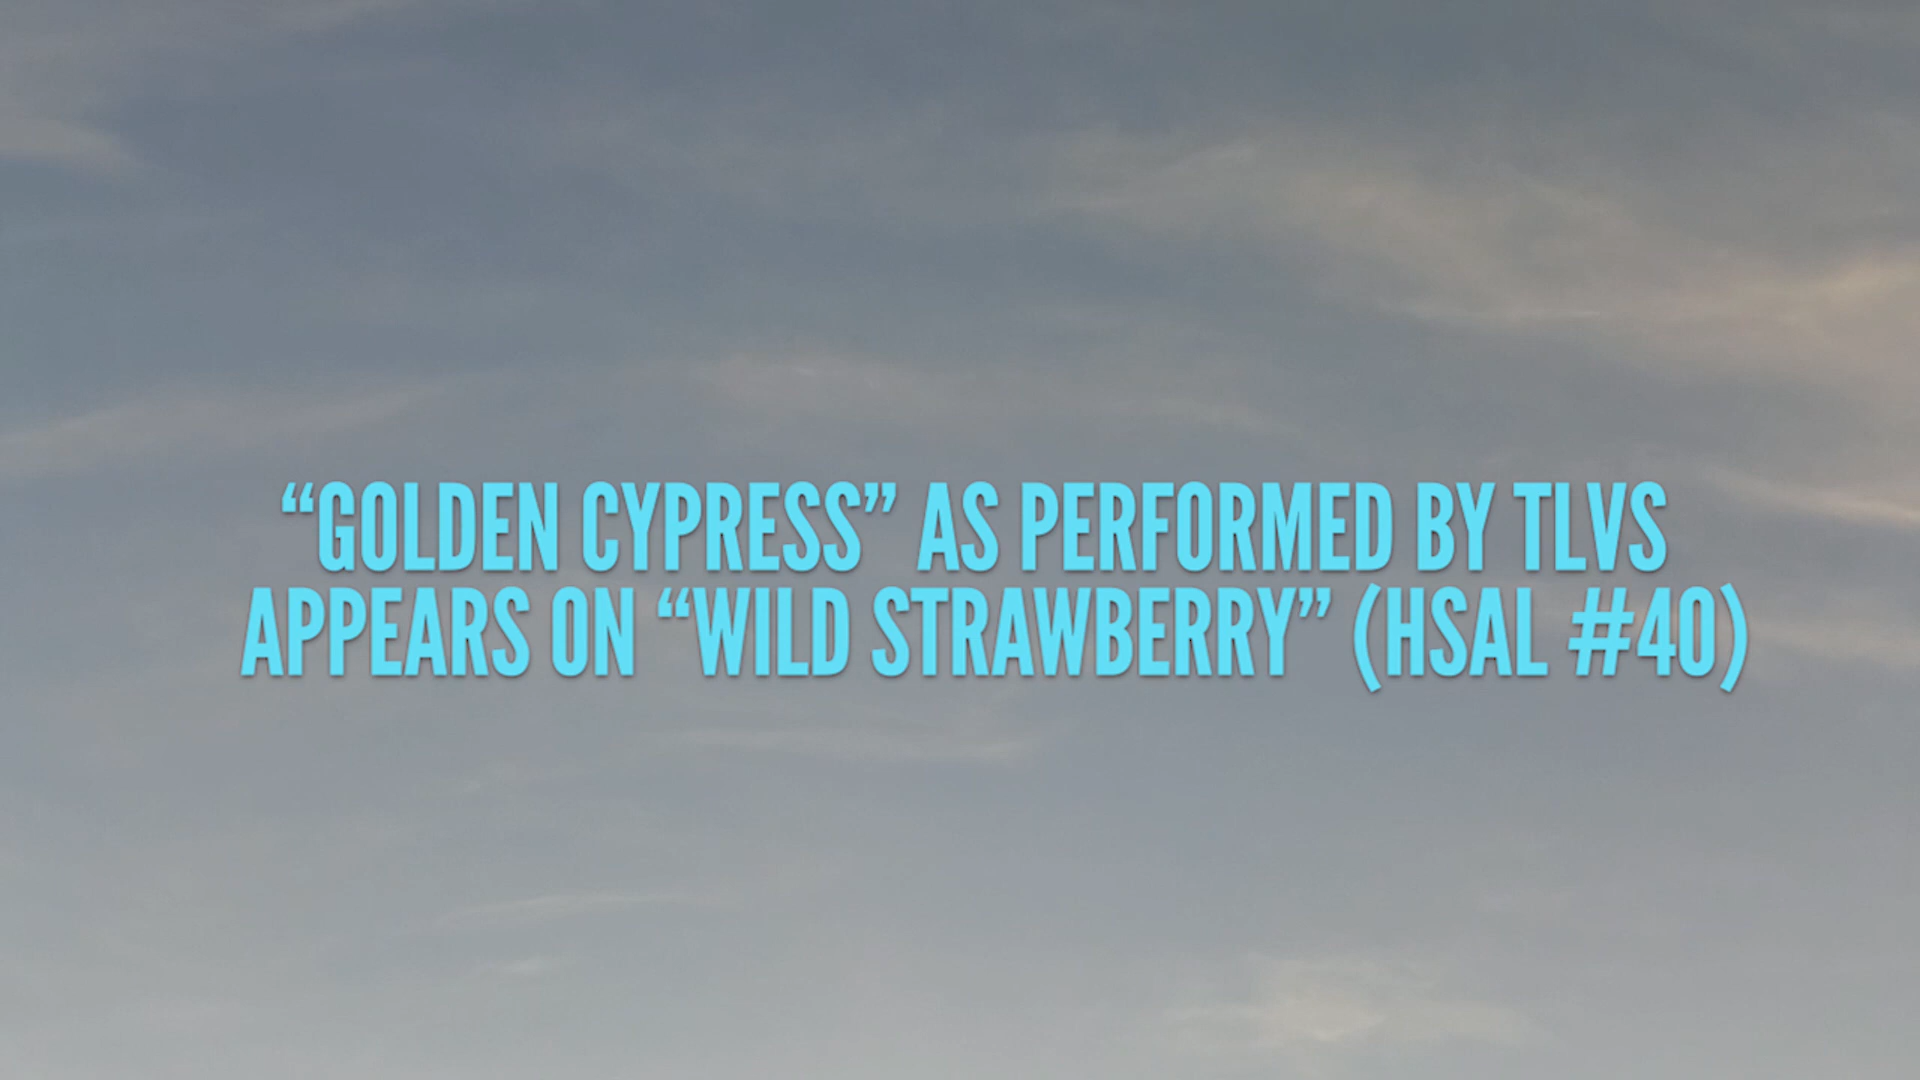 “GOLDEN CYPRESS” AS PERFORMED BY TLVS
APPEARS ON “WILD STRAWBERRY” (HSAL #40)